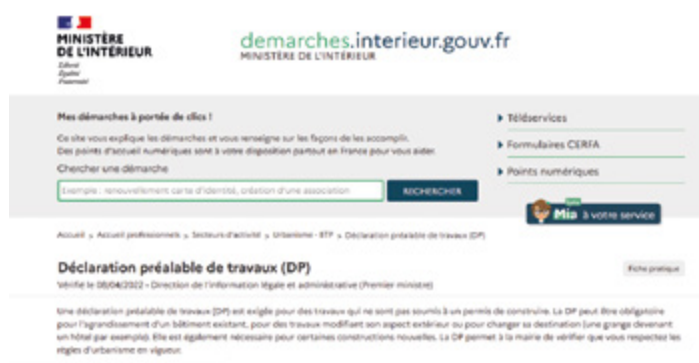 MINISTÈRE
DE L'INTÉRIEUR
Liberté
Égalité
Fraternité
demarches.interieur.gouv.fr
MINISTÈRE DE L'INTÉRIEUR
Mes démarches à portée de clics !
Ce site vous explique les démarches et vous renseigne sur les façons de les accomplir.
Des points d'accueil numériques sont à votre disposition partout en France pour vous aider.
Chercher une démarche
Exemple : renouvellement carte d'identité, création d'une association
RECHERCHER
Téléservices
Formulaires CERFA
Points numériques
Mia à votre service
Accueil > Accueil professionnels > Secteurs d'activité > Urbanisme - BTP > Déclaration préalable de travaux (DP)
Déclaration préalable de travaux (DP)
Fiche pratique
Vérifié le 08/04/2022 - Direction de l'information légale et administrative (Premier ministre)
Une déclaration préalable de travaux (DP) est exigée pour des travaux qui ne sont pas soumis à un permis de construire. La DP peut être obligatoire
pour l'agrandissement d'un bâtiment existant, pour des travaux modifiant son aspect extérieur ou pour changer sa destination (une grange devenant
un hôtel par exemple). Elle est également nécessaire pour certaines constructions nouvelles. La DP permet à la mairie de vérifier que vous respectez les
règles d'urbanisme en vigueur.